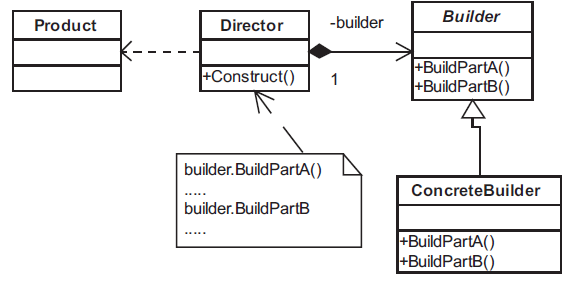 Product
Director
-builder
Builder
+Construct()
1
+BuildPartA()
+BuildPartB()
builder.BuildPartA()
.....
builder.BuildPartB
.....
ConcreteBuilder
+BuildPartA()
+BuildPartB()